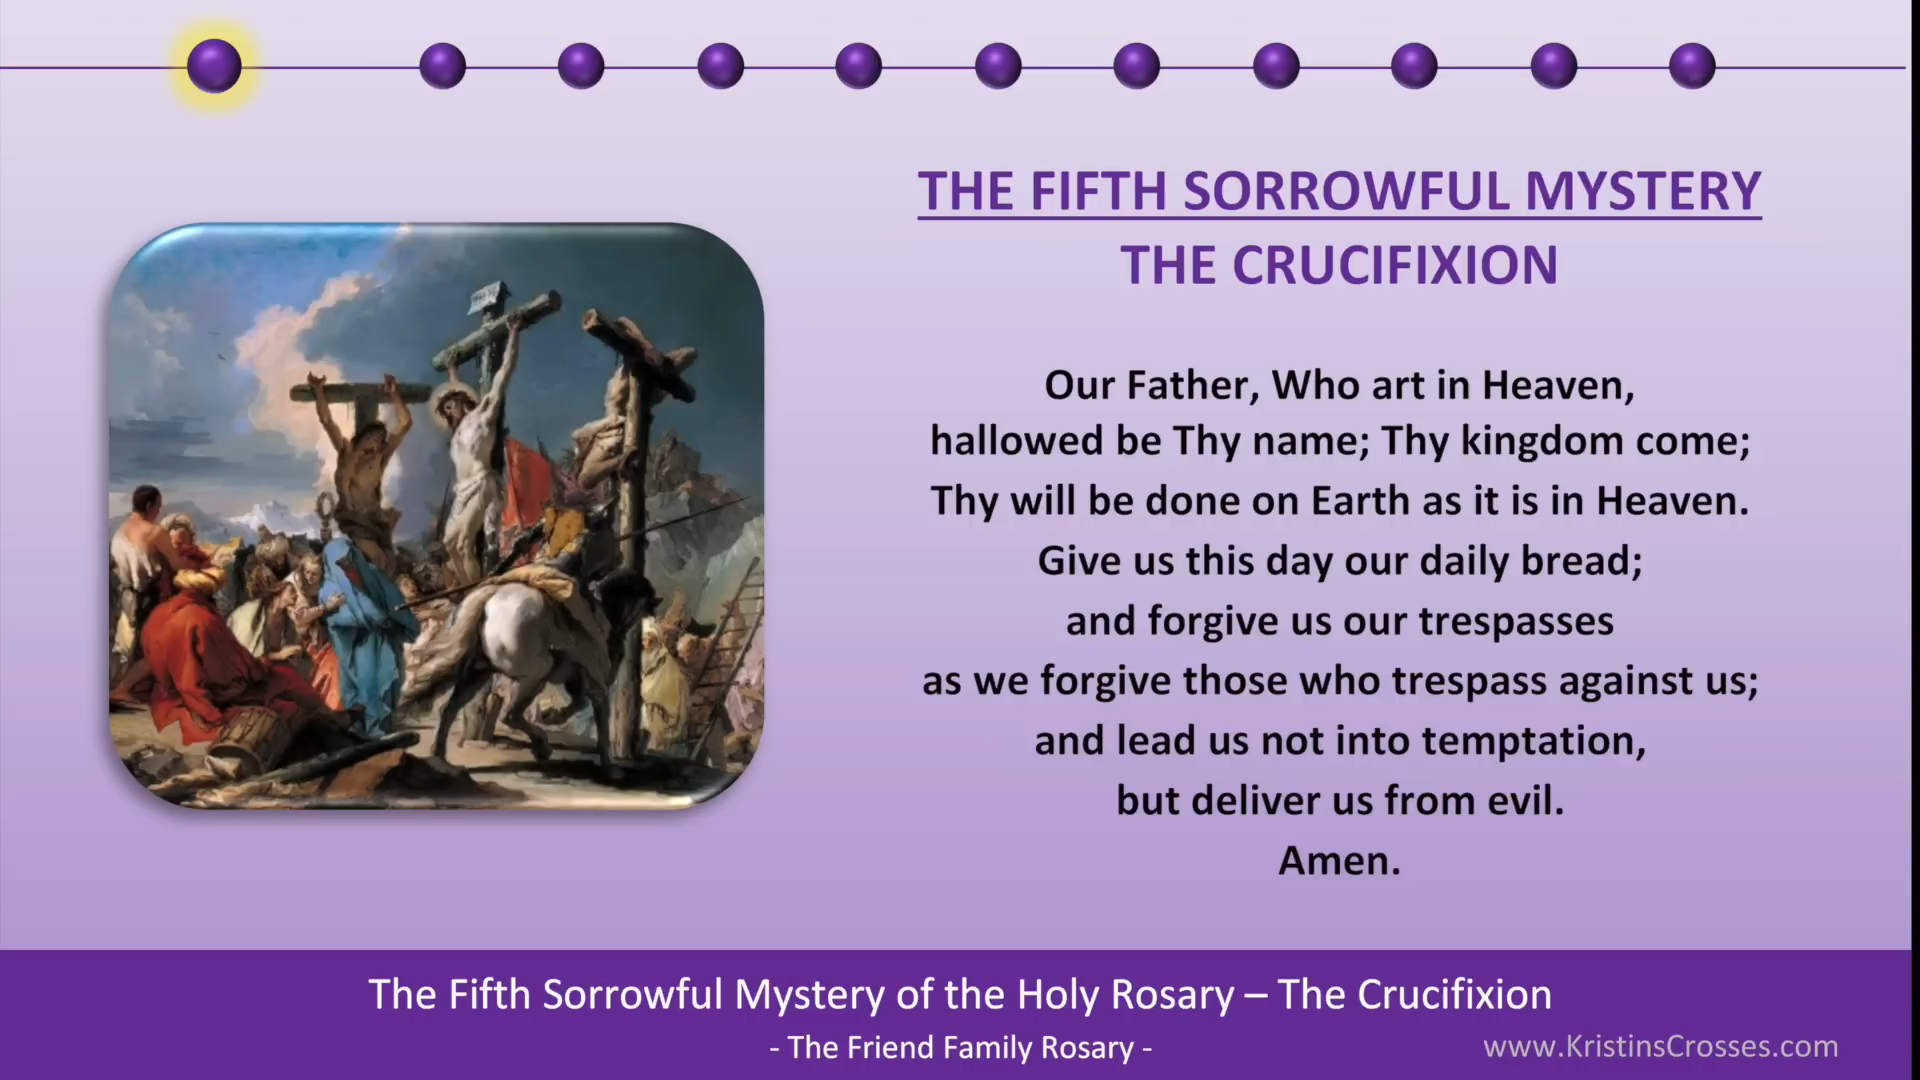 THE FIFTH SORROWFUL MYSTERY
THE CRUCIFIXION
Our Father, Who art in Heaven,
hallowed be Thy name; Thy kingdom come;
Thy will be done on Earth as it is in Heaven.
Give us this day our daily bread;
and forgive us our trespasses
as we forgive those who trespass against us;
and lead us not into temptation,
but deliver us from evil.
Amen.
The Fifth Sorrowful Mystery of the Holy Rosary – The Crucifixion
- The Friend Family Rosary -
www.KristinsCrosses.com